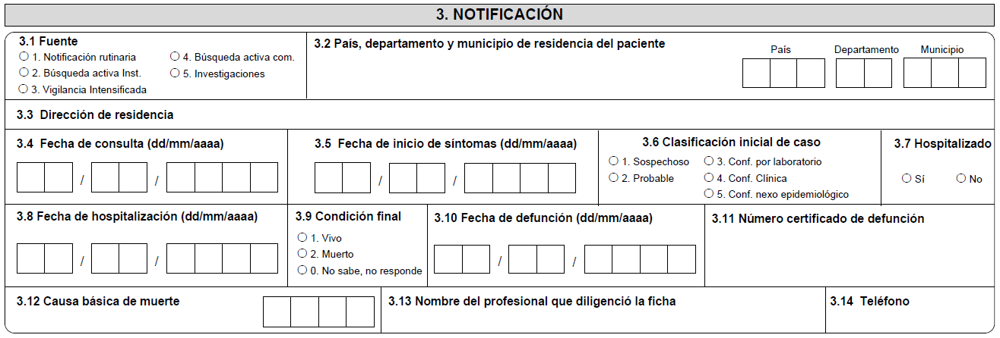 3. NOTIFICACIÓN
3.1 Fuente
1. Notificación rutinaria
2. Búsqueda activa Inst.
3. Vigilancia Intensificada
4. Búsqueda activa com.
5. Investigaciones
3.2 País, departamento y municipio de residencia del paciente
País
Departamento
Municipio
3.3 Dirección de residencia
3.4 Fecha de consulta (dd/mm/aaaa)
/ /
3.5 Fecha de inicio de síntomas (dd/mm/aaaa)
/ /
3.6 Clasificación inicial de caso
1. Sospechoso
2. Probable
3. Conf. por laboratorio
4. Conf. Clínica
5. Conf. nexo epidemiológico
3.7 Hospitalizado
Sí
No
3.8 Fecha de hospitalización (dd/mm/aaaa)
/ /
3.9 Condición final
1. Vivo
2. Muerto
0. No sabe, no responde
3.10 Fecha de defunción (dd/mm/aaaa)
/ /
3.11 Número certificado de defunción
3.12 Causa básica de muerte
3.13 Nombre del profesional que diligenció la ficha
3.14 Teléfono